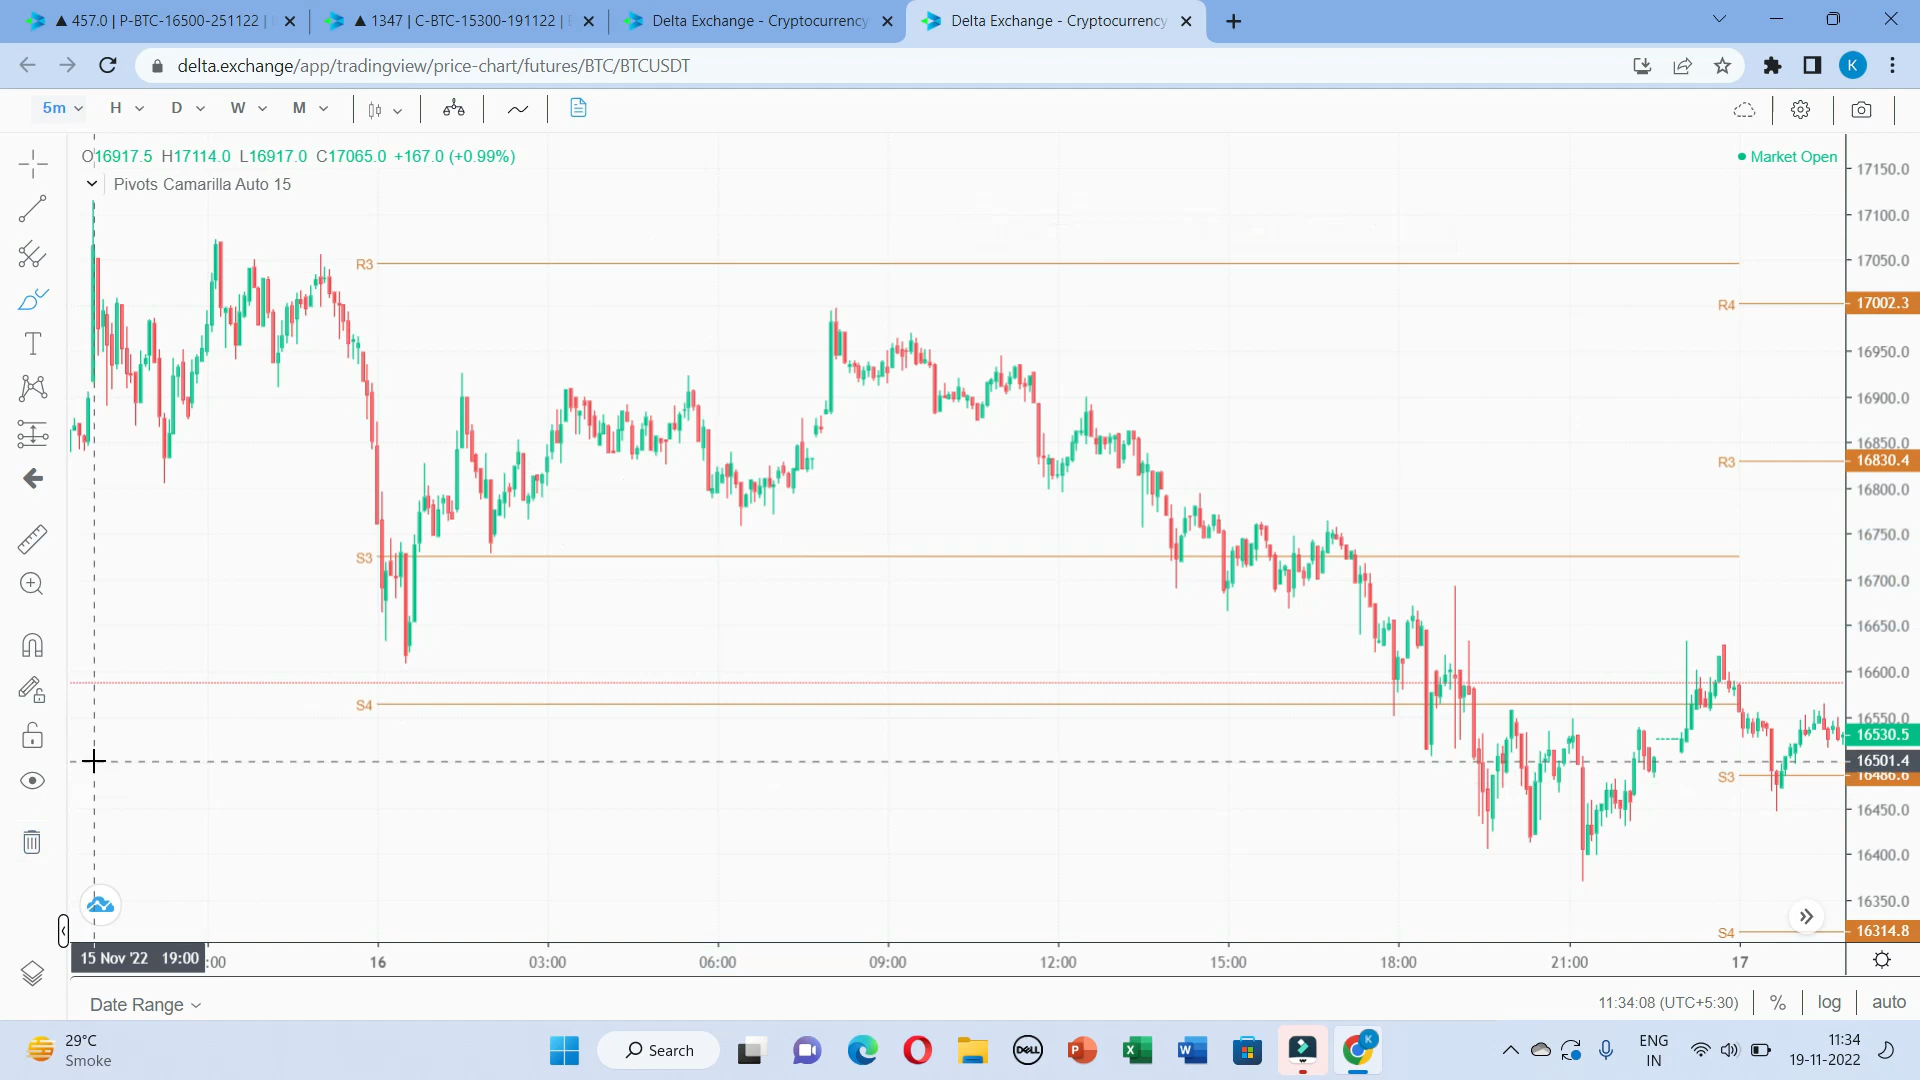 ▲ 457.0 | P-BTC-16500-251122 |
▲ 1347 | C-BTC-15300-191122 |
Delta Exchange - Cryptocurrency
Delta Exchange - Cryptocurrency
delta.exchange/app/tradingview/price-chart/futures/BTC/BTCUSDT
K
5m H D W M
O16917.5 H17114.0 L16917.0 C17065.0 +167.0 (+0.99%)
Market Open
Pivots Camarilla Auto 15
17150.0
17100.0
17050.0
R3
R4 17002.3
16950.0
16900.0
16850.0
R3 16830.4
16800.0
16750.0
S3
16700.0
16650.0
16600.0
S4
16550.0
16530.5
16501.4
S3 16486.6
16450.0
16400.0
16350.0
S4 16314.8
15 Nov '22 19:00 :00 16 03:00 06:00 09:00 12:00 15:00 18:00 21:00 17
Date Range
11:34:08 (UTC+5:30) % log auto
29°C
Smoke
Search
DELL
P
X
W
K
ENG
IN
11:34
19-11-2022